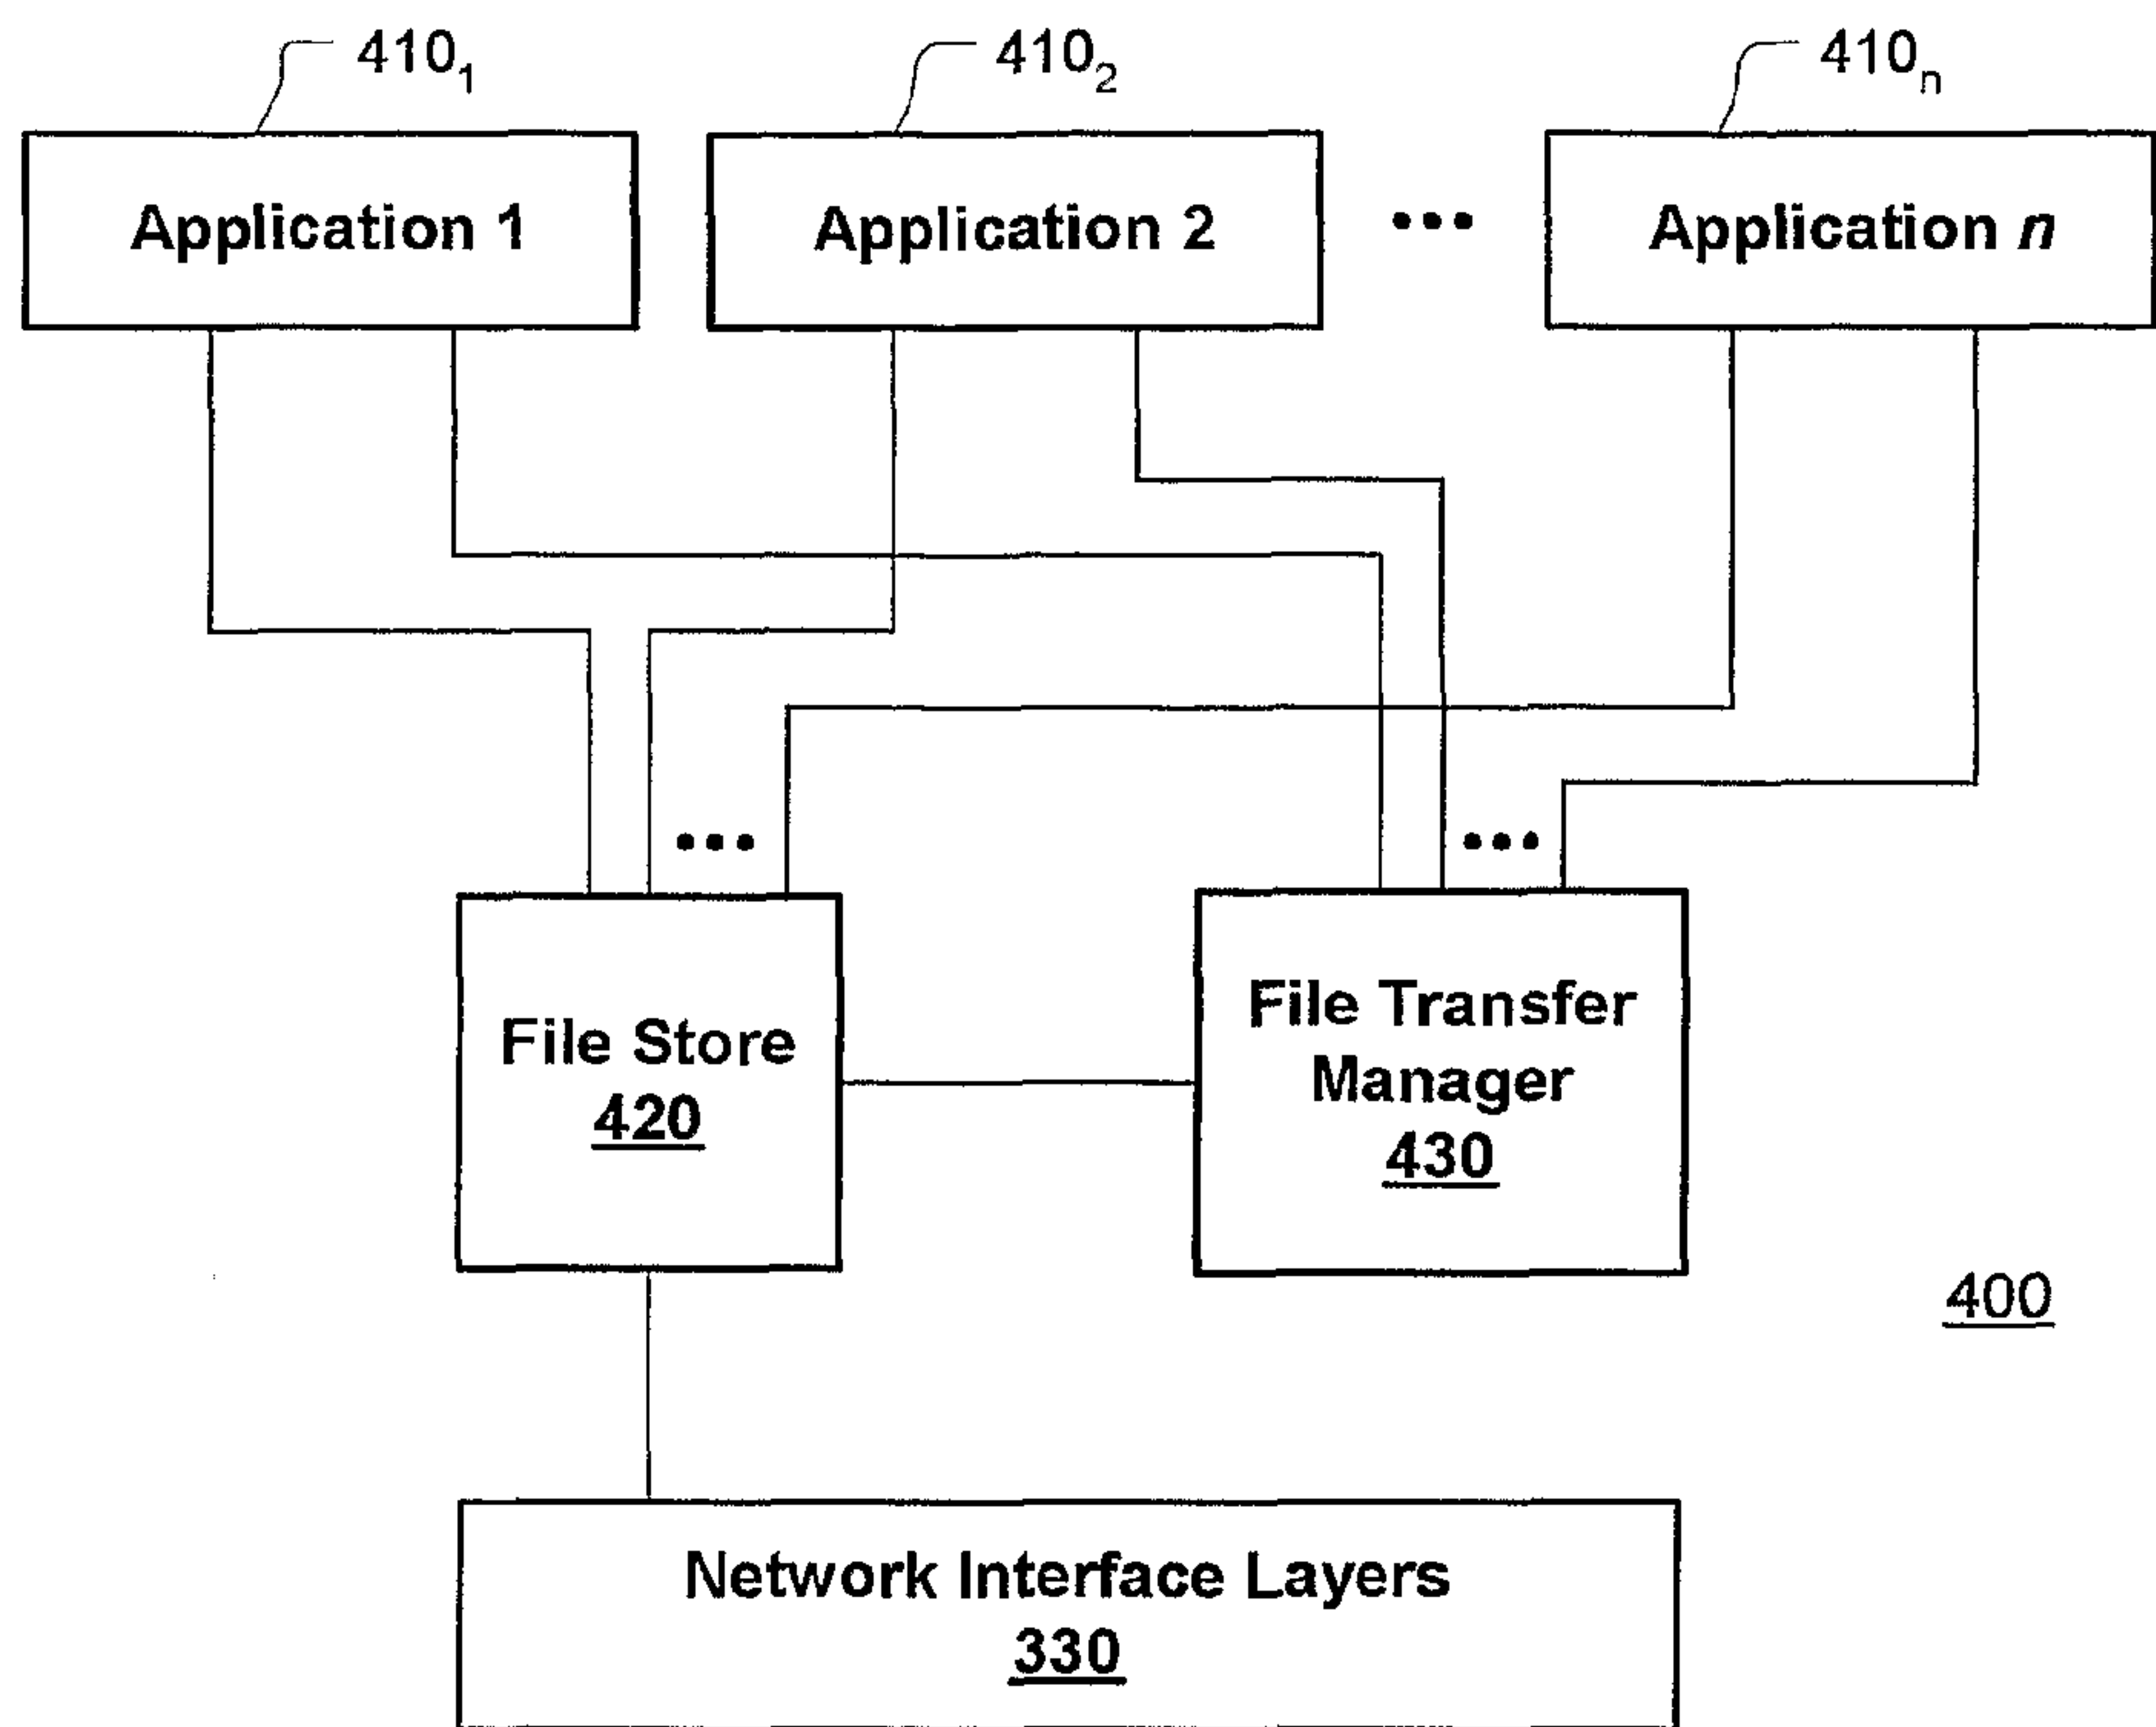 410₁
410₂
410ₙ
Application 1
Application 2
•••
Application n
•••
•••
File Store
420
File Transfer
Manager
430
400
Network Interface Layers
330